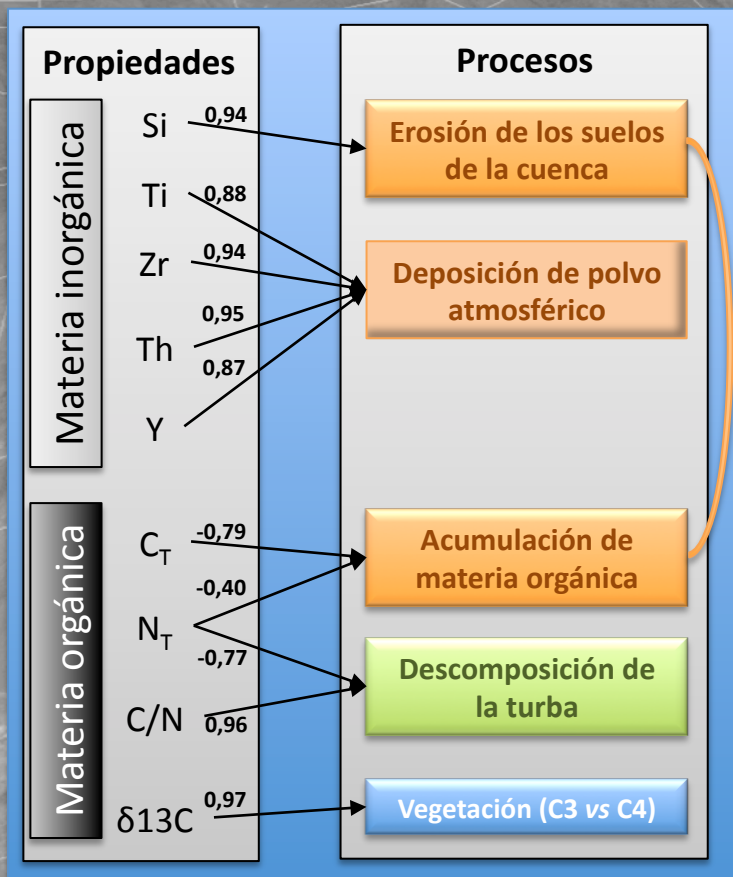 Propiedades
Materia inorgánica
Si
0,94
Ti
0,88
Zr
0,94
Th
0,95
Y
0,87
Materia orgánica
C_T
-0,79
N_T
-0,40
-0,77
C/N
0,96
δ13C
0,97
Procesos
Erosión de los suelos
de la cuenca
Deposición de polvo
atmosférico
Acumulación de
materia orgánica
Descomposición de
la turba
Vegetación (C3 vs C4)